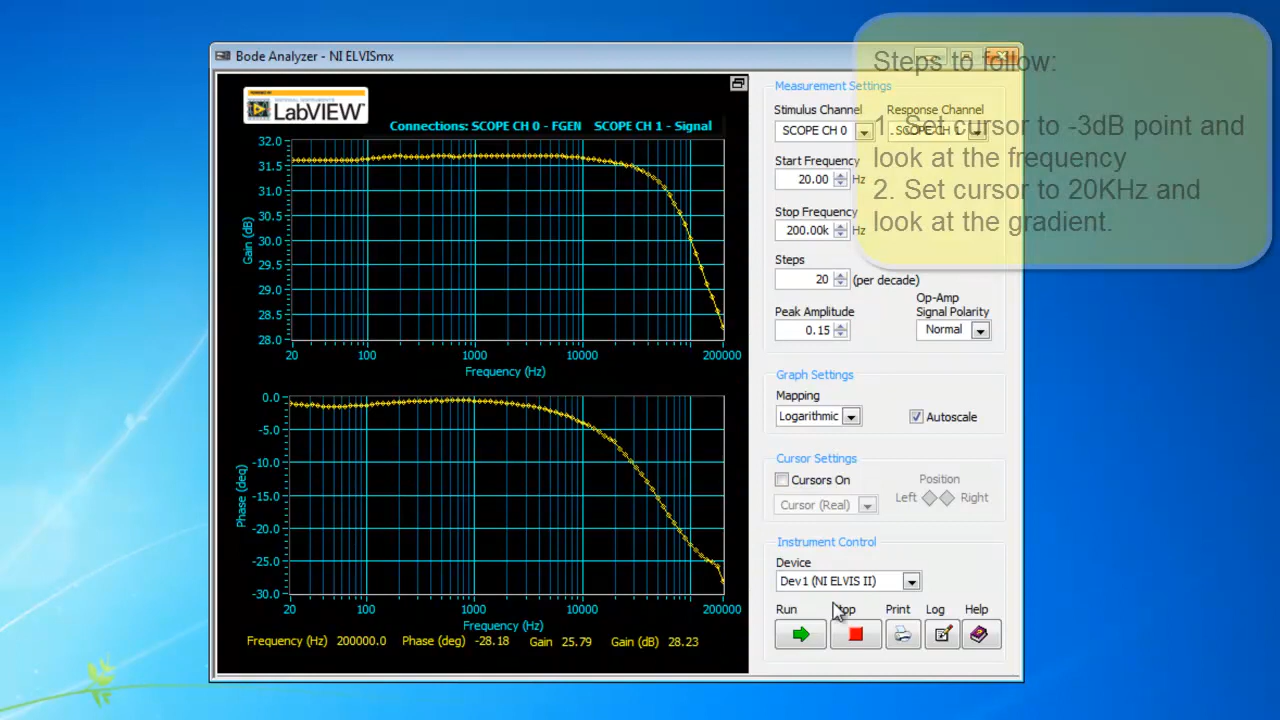 Bode Analyzer - NI ELVISmx
Steps to follow:
1. Set cursor to -3dB point and
look at the frequency
2. Set cursor to 20KHz and
look at the gradient.
LabVIEW
Connections: SCOPE CH 0 - FGEN SCOPE CH 1 - Signal
32.0
31.5
31.0
30.5
30.0
29.5
29.0
28.5
28.0
Gain (dB)
20 100 1000 10000 200000
Frequency (Hz)
0.0
-5.0
-10.0
-15.0
-20.0
-25.0
-30.0
Phase (deg)
20 100 1000 10000 200000
Frequency (Hz)
Frequency (Hz) 200000.0 Phase (deg) -28.18 Gain 25.79 Gain (dB) 28.23
Measurement Settings
Stimulus Channel Response Channel
SCOPE CH 0 SCOPE CH
Start Frequency
20.00 Hz
Stop Frequency
200.00k Hz
Steps
20 (per decade)
Peak Amplitude
0.15
Op-Amp
Signal Polarity
Normal
Graph Settings
Mapping
Logarithmic Autoscale
Cursor Settings
Cursors On
Cursor (Real)
Position
Left Right
Instrument Control
Device
Dev1 (NI ELVIS II)
Run Stop Print Log Help